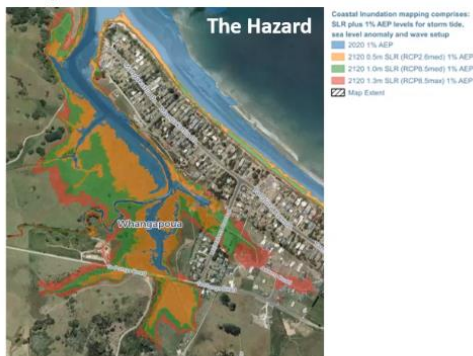 The Hazard
Coastal Inundation mapping comprises:
SLR plus 1% AEP levels for storm tide,
sea level anomaly and wave setup
2020 1% AEP
2120 0.5m SLR (RCP2.6med) 1% AEP
2120 1.0m SLR (RCP8.5med) 1% AEP
2120 1.3m SLR (RCP8.5max) 1% AEP
Map Extent
Whangapoua